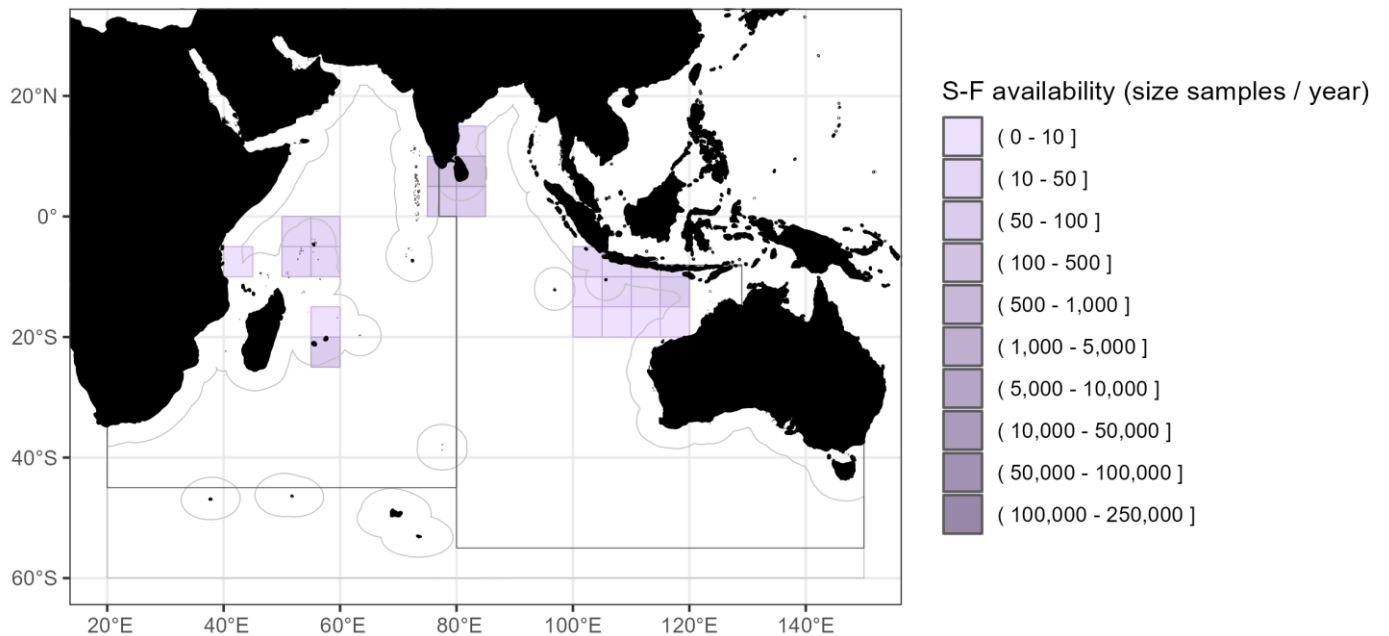 S-F availability (size samples / year)
( 0 - 10 ]
( 10 - 50 ]
( 50 - 100 ]
( 100 - 500 ]
( 500 - 1,000 ]
( 1,000 - 5,000 ]
( 5,000 - 10,000 ]
( 10,000 - 50,000 ]
( 50,000 - 100,000 ]
( 100,000 - 250,000 ]
20°N
0°
20°S
40°S
60°S
20°E 40°E 60°E 80°E 100°E 120°E 140°E